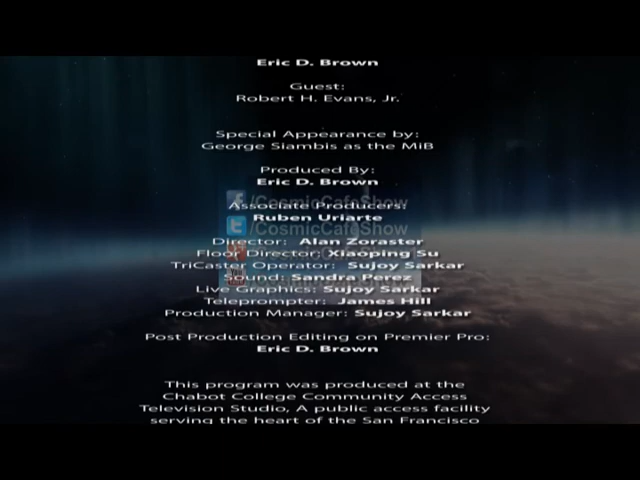 Eric D. Brown
Guest:
Robert H. Evans, Jr.
Special Appearance by:
George Siambis as the MiB
Produced By:
Eric D. Brown
/CosmicCafeShow
Associate Producers:
Ruben Uriarte
/CosmicCafeShow
Director: Alan Zoraster
Floor Director: Xiaoping Su
TriCaster Operator: Sujoy Sarkar
Sound: Sandra Perez
Live Graphics: Sujoy Sarkar
Teleprompter: James Hill
Production Manager: Sujoy Sarkar
Post Production Editing on Premier Pro:
Eric D. Brown
This program was produced at the
Chabot College Community Access
Television Studio, A public access facility
serving the heart of the San Francisco